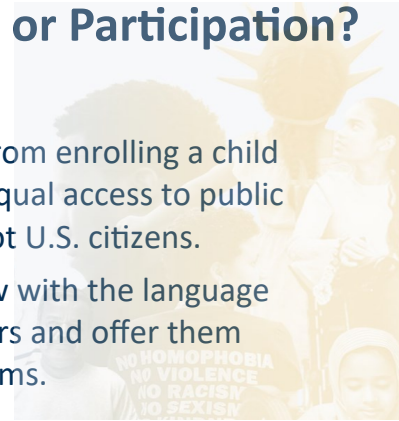 or Participation?
rom enrolling a child
qual access to public
ot U.S. citizens.
w with the language
rs and offer them
ms.
NO HOMOPHOBIA
NO VIOLENCE
NO RACISM
NO SEXISM